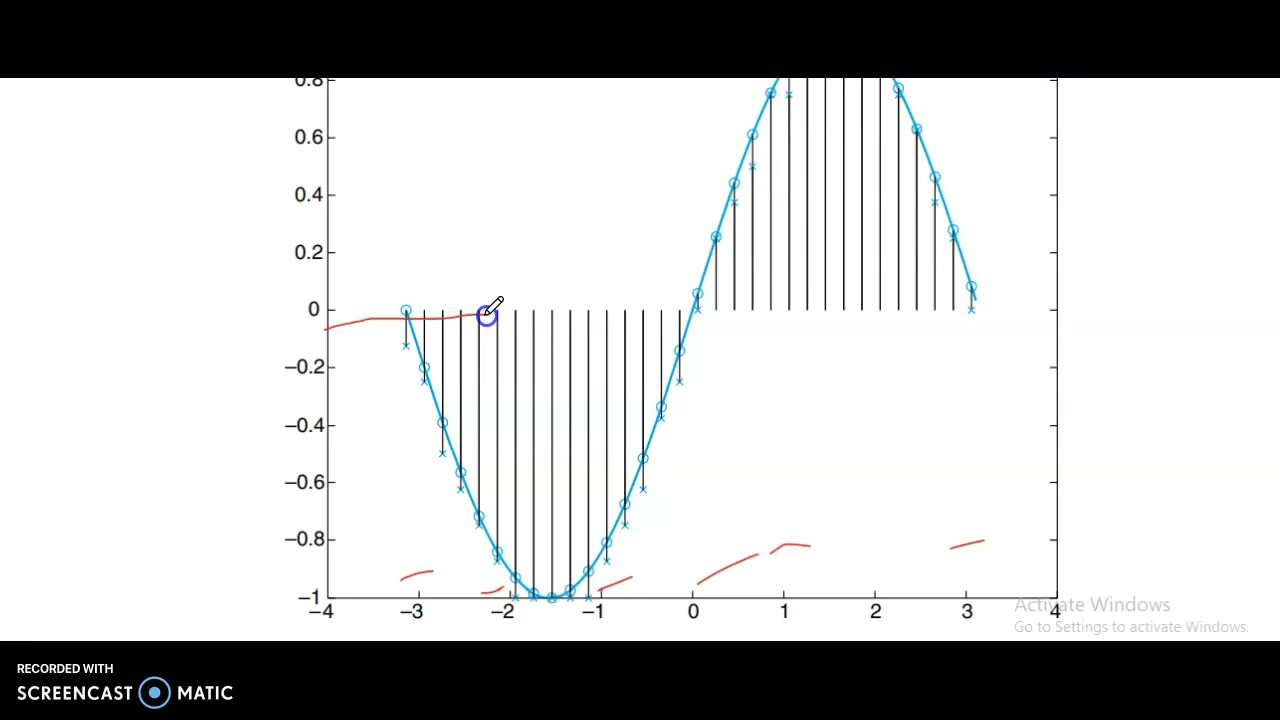 0.8
0.6
0.4
0.2
0
−0.2
−0.4
−0.6
−0.8
−1
−4 −3 −2 −1 0 1 2 3 4
Activate Windows
Go to Settings to activate Windows.
RECORDED WITH
SCREENCAST MATIC